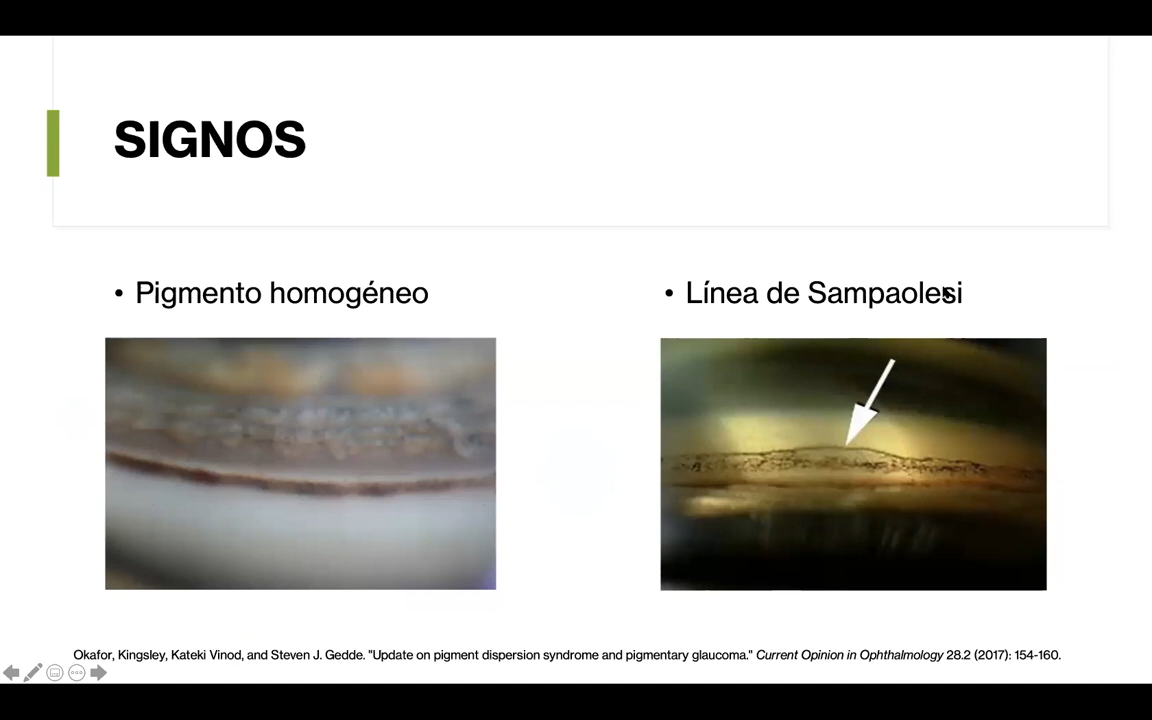 SIGNOS
• Pigmento homogéneo
• Línea de Sampaolesi
Okafor, Kingsley, Kateki Vinod, and Steven J. Gedde. "Update on pigment dispersion syndrome and pigmentary glaucoma." Current Opinion in Ophthalmology 28.2 (2017): 154-160.